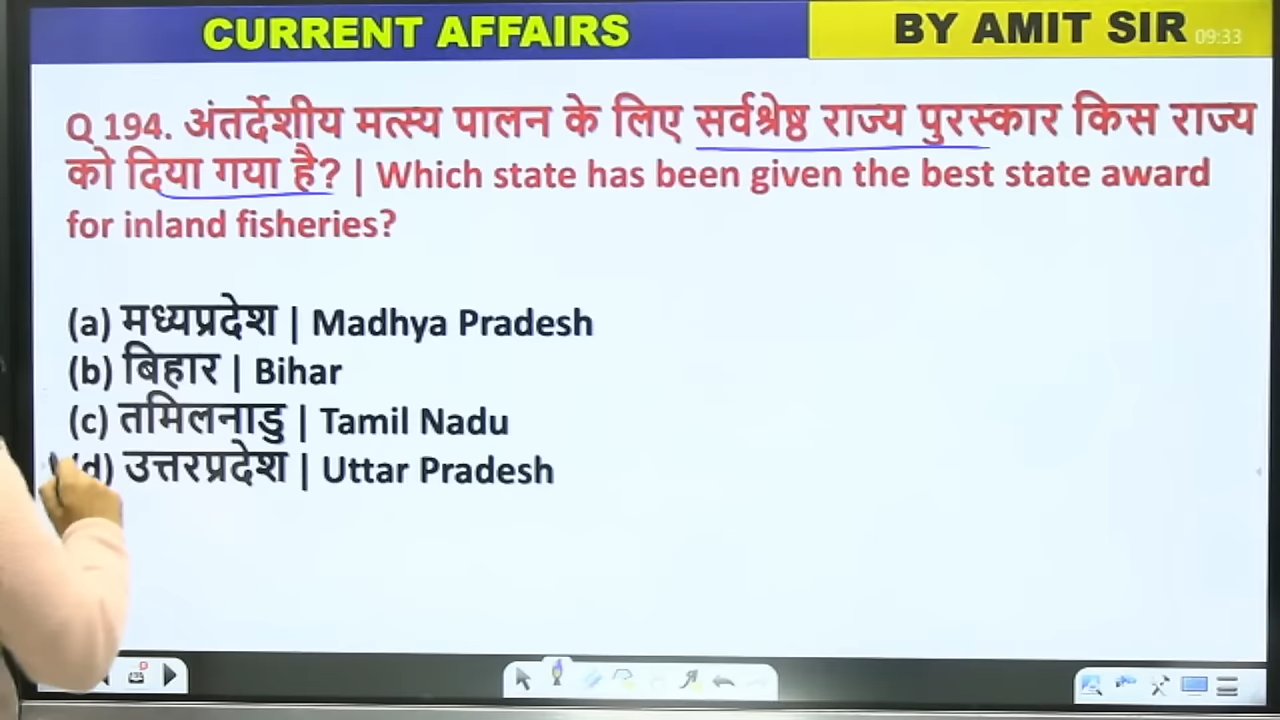 CURRENT AFFAIRS
BY AMIT SIR
09:33
Q 194. अंतर्देशीय मत्स्य पालन के लिए सर्वश्रेष्ठ राज्य पुरस्कार किस राज्य
को दिया गया है? | Which state has been given the best state award
for inland fisheries?
(a) मध्यप्रदेश | Madhya Pradesh
(b) बिहार | Bihar
(c) तमिलनाडु | Tamil Nadu
(d) उत्तरप्रदेश | Uttar Pradesh